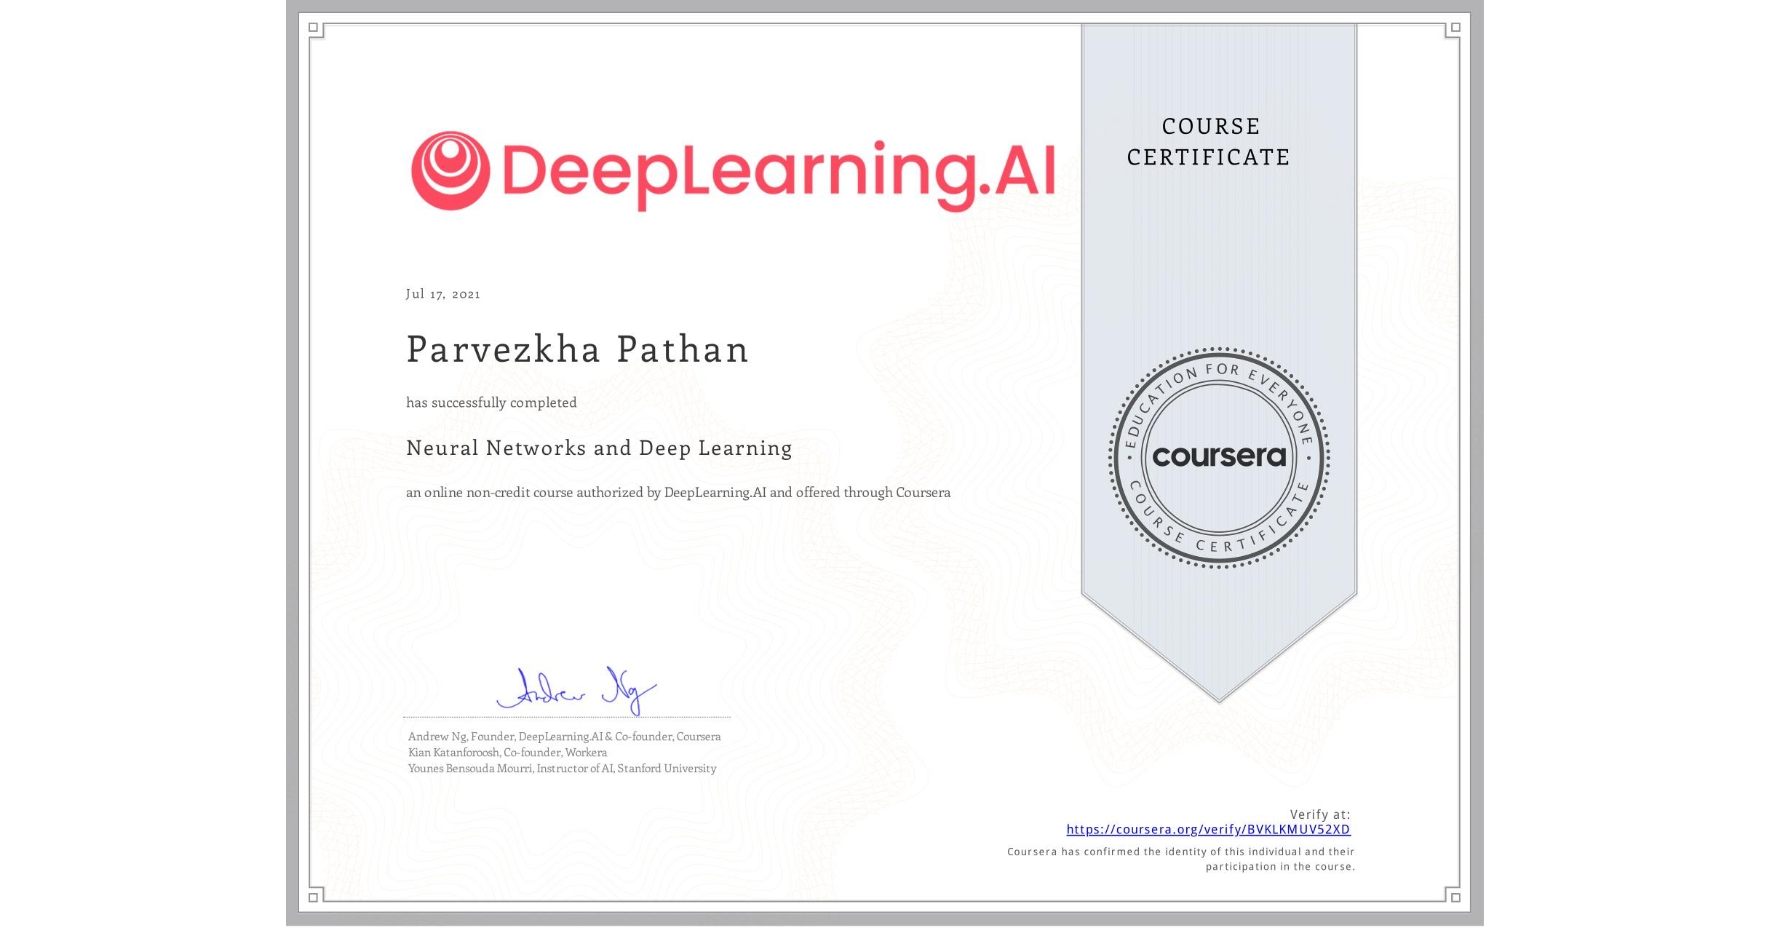 DeepLearning.AI
COURSE
CERTIFICATE
Jul 17, 2021
Parvezkha Pathan
has successfully completed
Neural Networks and Deep Learning
an online non-credit course authorized by DeepLearning.AI and offered through Coursera
EDUCATION FOR EVERYONE
coursera
COURSE CERTIFICATE
Andrew Ng
Andrew Ng, Founder, DeepLearning.AI & Co-founder, Coursera
Kian Katanforoosh, Co-founder, Workera
Younes Bensouda Mourri, Instructor of AI, Stanford University
Verify at:
https://coursera.org/verify/BVKLKMUV52XD
Coursera has confirmed the identity of this individual and their
participation in the course.